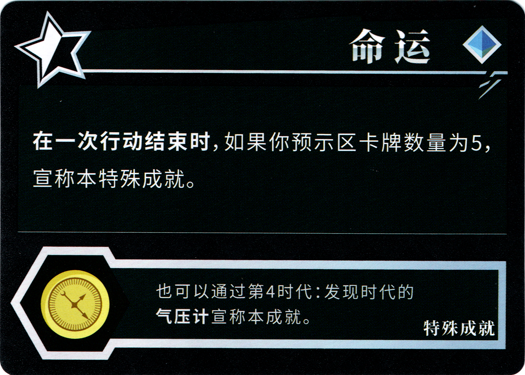 命运
在一次行动结束时，如果你预示区卡牌数量为5，
宣称本特殊成就。
也可以通过第4时代：发现时代的
气压计宣称本成就。
特殊成就